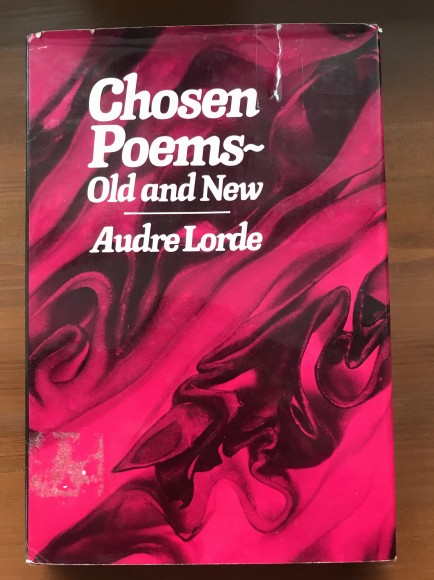 Chosen
Poems~
Old and New
Audre Lorde